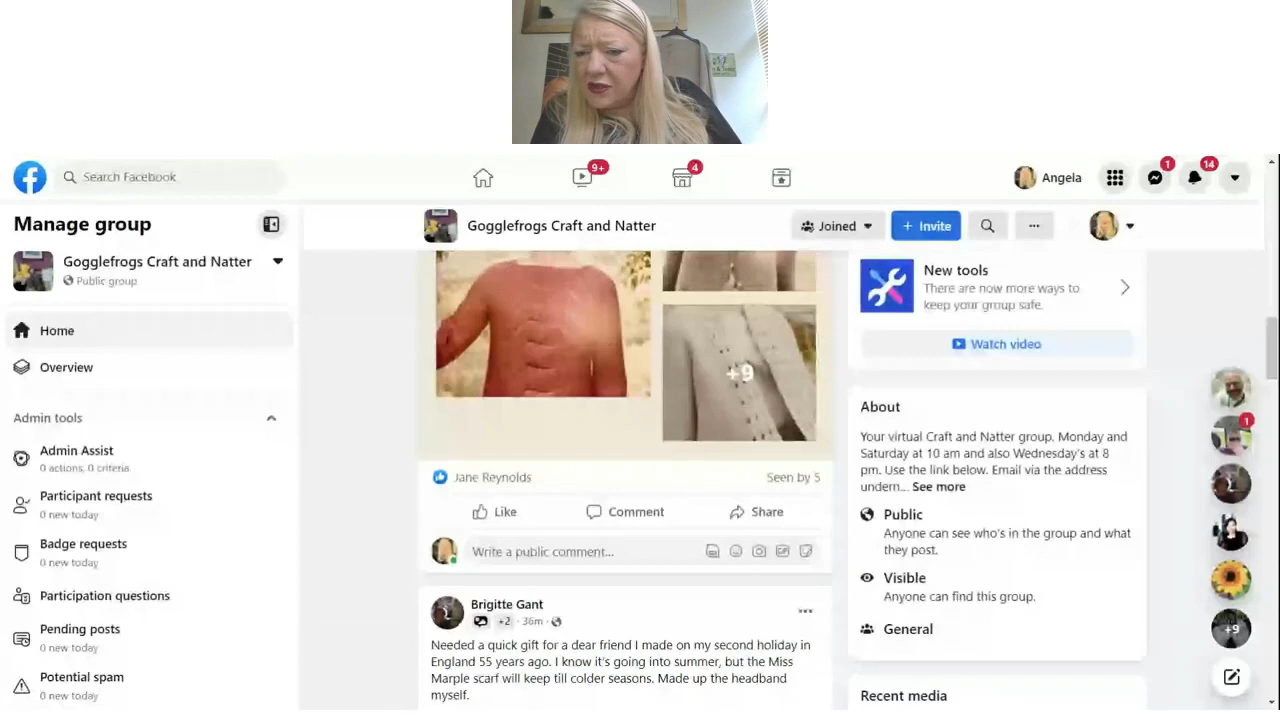 Search Facebook
9+
4
Angela
1
14
Manage group
Gogglefrogs Craft and Natter
Public group
Home
Overview
Admin tools
Admin Assist
0 actions, 0 criteria
Participant requests
0 new today
Badge requests
0 new today
Participation questions
Pending posts
0 new today
Potential spam
0 new today
Gogglefrogs Craft and Natter
Joined
+ Invite
+9
Jane Reynolds
Seen by 5
Like
Comment
Share
Write a public comment...
GIF
Brigitte Gant
+2 · 36m ·
Needed a quick gift for a dear friend I made on my second holiday in
England 55 years ago. I know it's going into summer, but the Miss
Marple scarf will keep till colder seasons. Made up the headband
myself.
New tools
There are now more ways to
keep your group safe.
Watch video
About
Your virtual Craft and Natter group. Monday and
Saturday at 10 am and also Wednesday's at 8
pm. Use the link below. Email via the address
undern... See more
Public
Anyone can see who's in the group and what
they post.
Visible
Anyone can find this group.
General
Recent media
1
+9